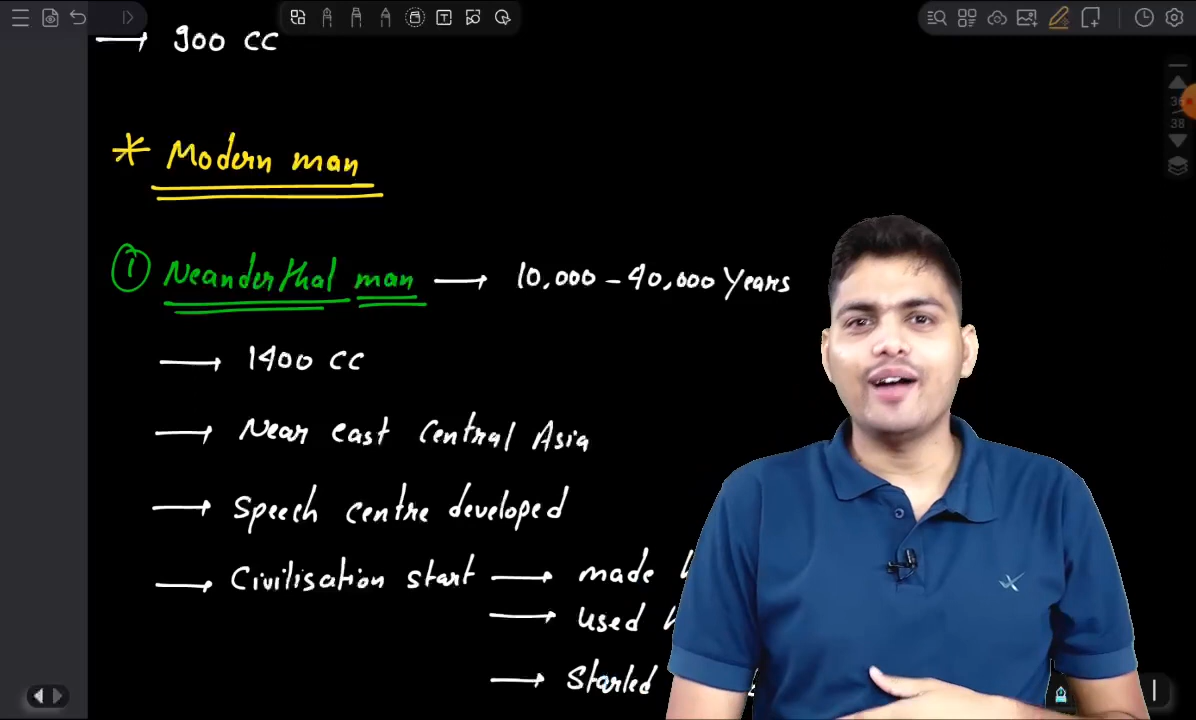 → 900 CC
* Modern man
① Neanderthal man → 10,000 – 40,000 Years
→ 1400 CC
→ Near east central Asia
→ Speech centre developed
→ Civilisation start → made
→ used
→ Started
38